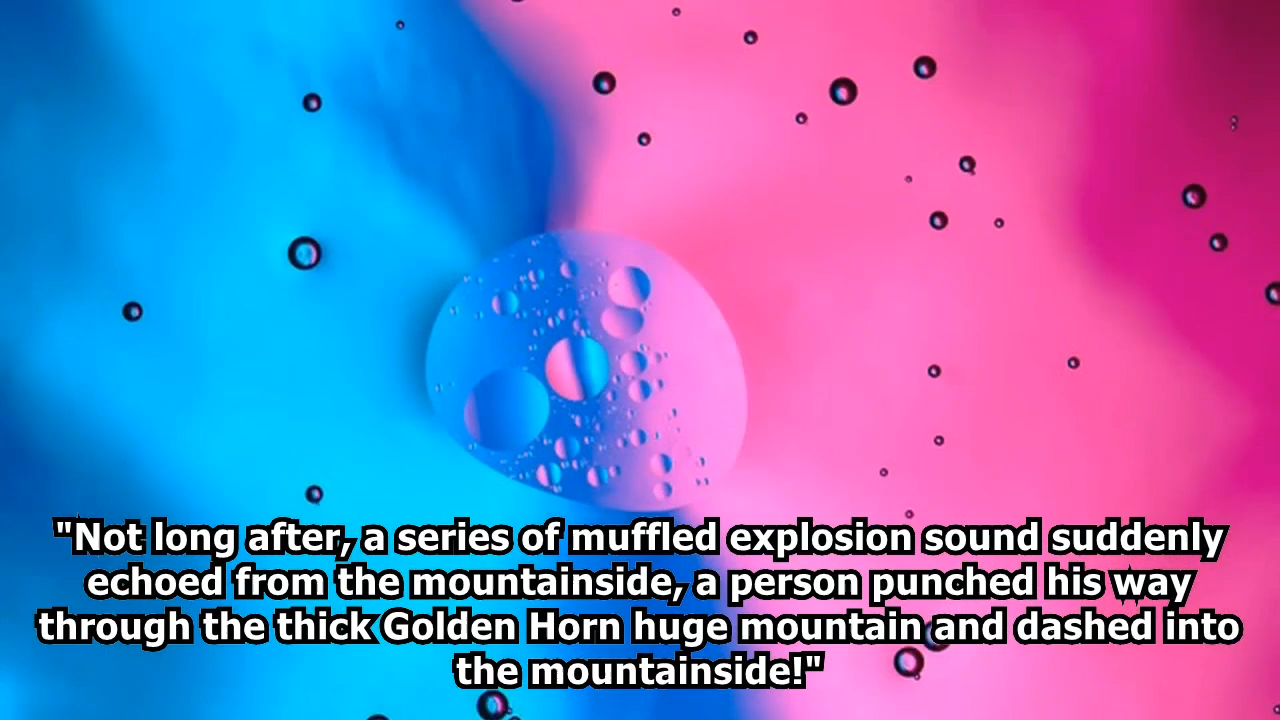 "Not long after, a series of muffled explosion sound suddenly
echoed from the mountainside, a person punched his way
through the thick Golden Horn huge mountain and dashed into
the mountainside!"